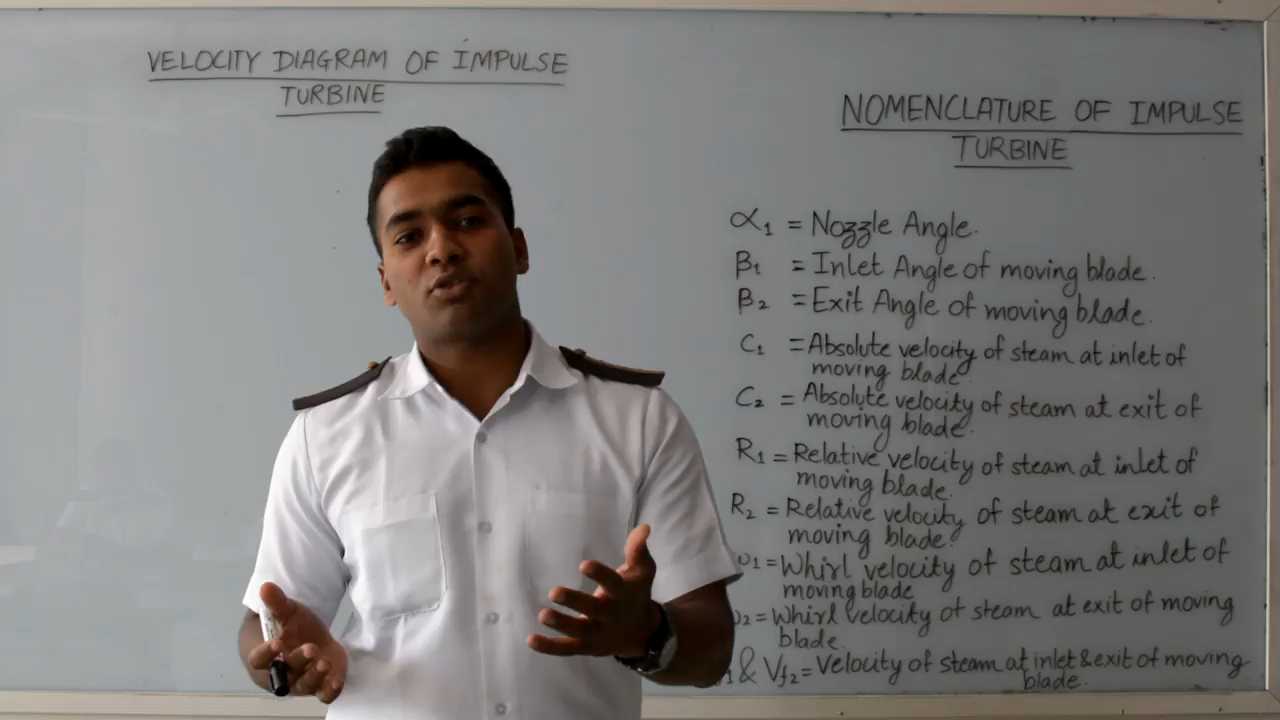 VELOCITY DIAGRAM OF IMPULSE
TURBINE
NOMENCLATURE OF IMPULSE
TURBINE
α₁ = Nozzle Angle.
β₁ = Inlet Angle of moving blade.
β₂ = Exit Angle of moving blade.
C₁ = Absolute velocity of steam at inlet of
moving blade.
C₂ = Absolute velocity of steam at exit of
moving blade.
R₁ = Relative velocity of steam at inlet of
moving blade.
R₂ = Relative velocity of steam at exit of
moving blade.
ω₁ = Whirl velocity of steam at inlet of
moving blade
₂ = Whirl velocity of steam at exit of moving
blade.
₁ & Vf₂ = Velocity of steam at inlet & exit of moving
blade.